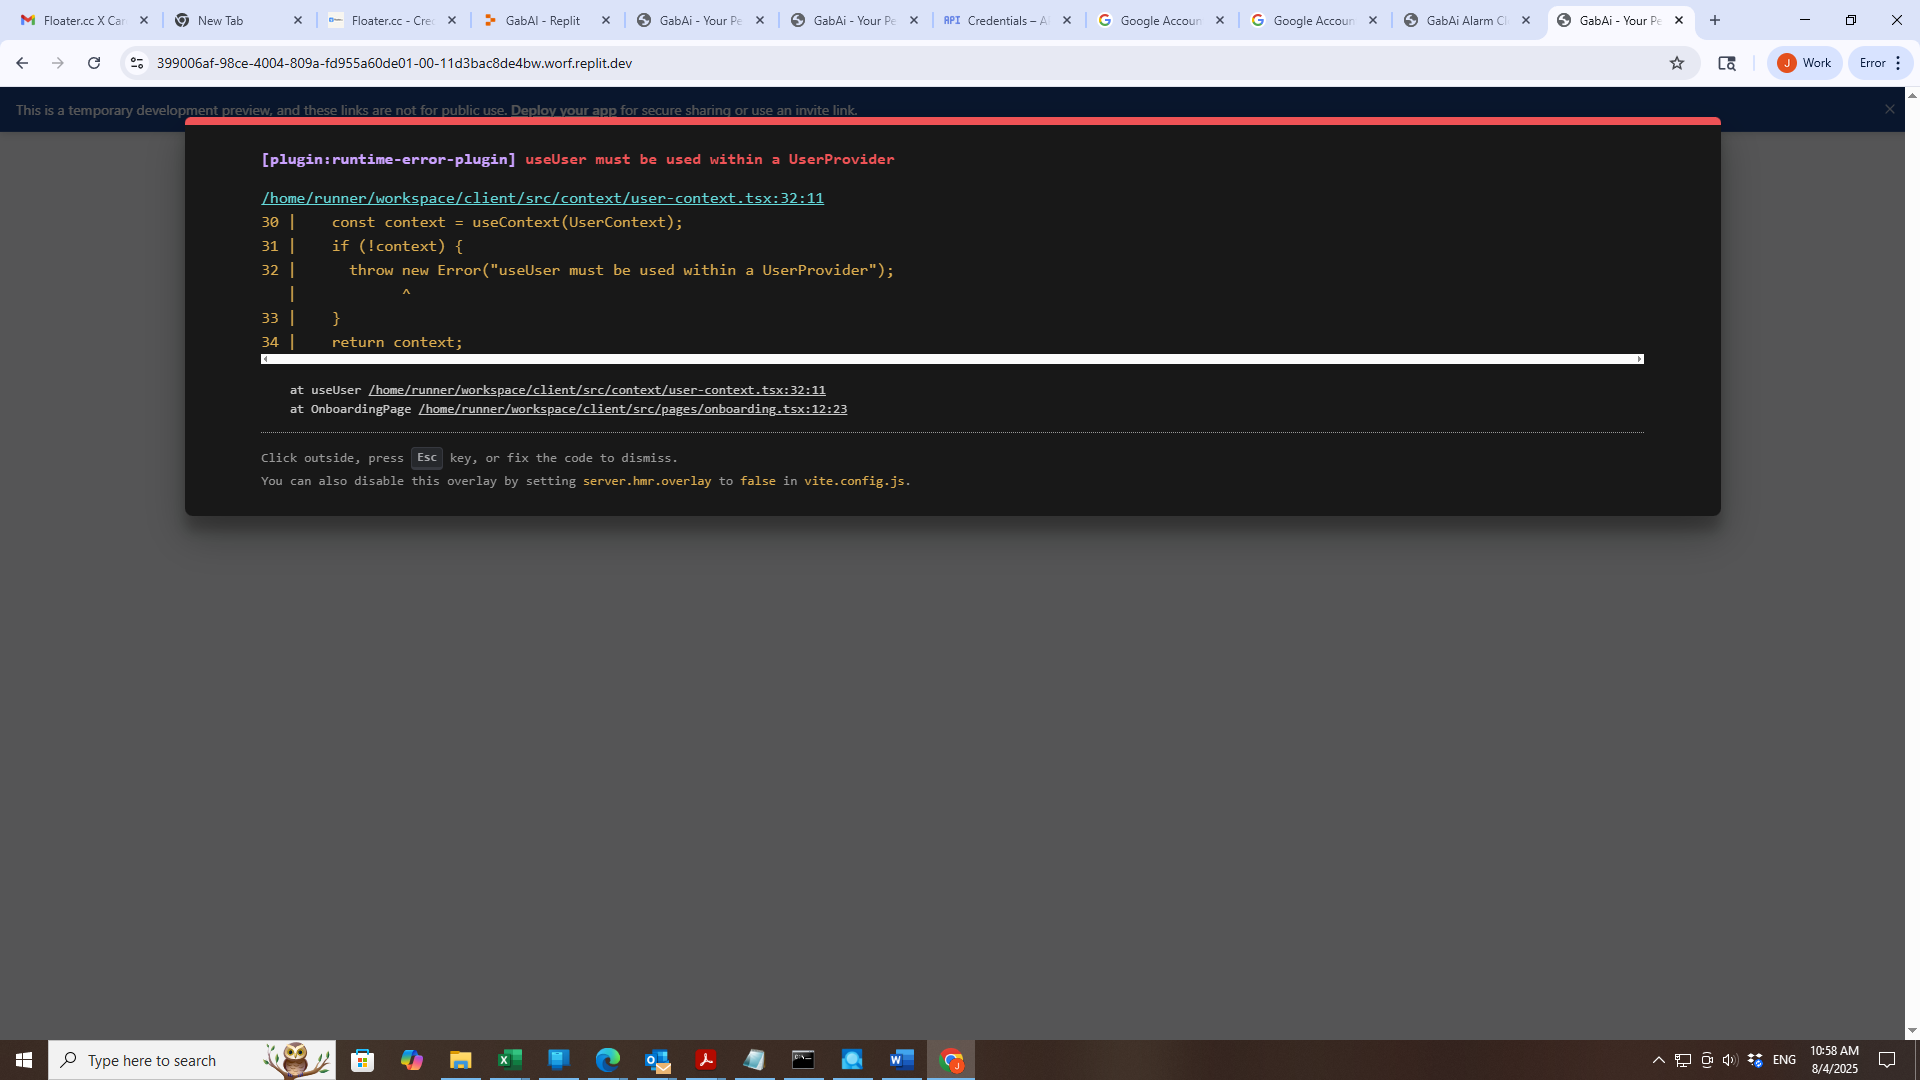 Floater.cc X Can
New Tab
Floater.cc - Cred
GabAI - Replit
GabAi - Your Pe
GabAi - Your Pe
API Credentials – A
Google Accoun
Google Accoun
GabAi Alarm Cl
GabAi - Your Pe
399006af-98ce-4004-809a-fd955a60de01-00-11d3bac8de4bw.worf.replit.dev
J Work
Error
This is a temporary development preview, and these links are not for public use. Deploy your app for secure sharing or use an invite link.
[plugin:runtime-error-plugin] useUser must be used within a UserProvider
/home/runner/workspace/client/src/context/user-context.tsx:32:11
30 | const context = useContext(UserContext);
31 | if (!context) {
32 | throw new Error("useUser must be used within a UserProvider");
| ^
33 | }
34 | return context;
at useUser /home/runner/workspace/client/src/context/user-context.tsx:32:11
at OnboardingPage /home/runner/workspace/client/src/pages/onboarding.tsx:12:23
Click outside, press Esc key, or fix the code to dismiss.
You can also disable this overlay by setting server.hmr.overlay to false in vite.config.js.
Type here to search
ENG
10:58 AM
8/4/2025